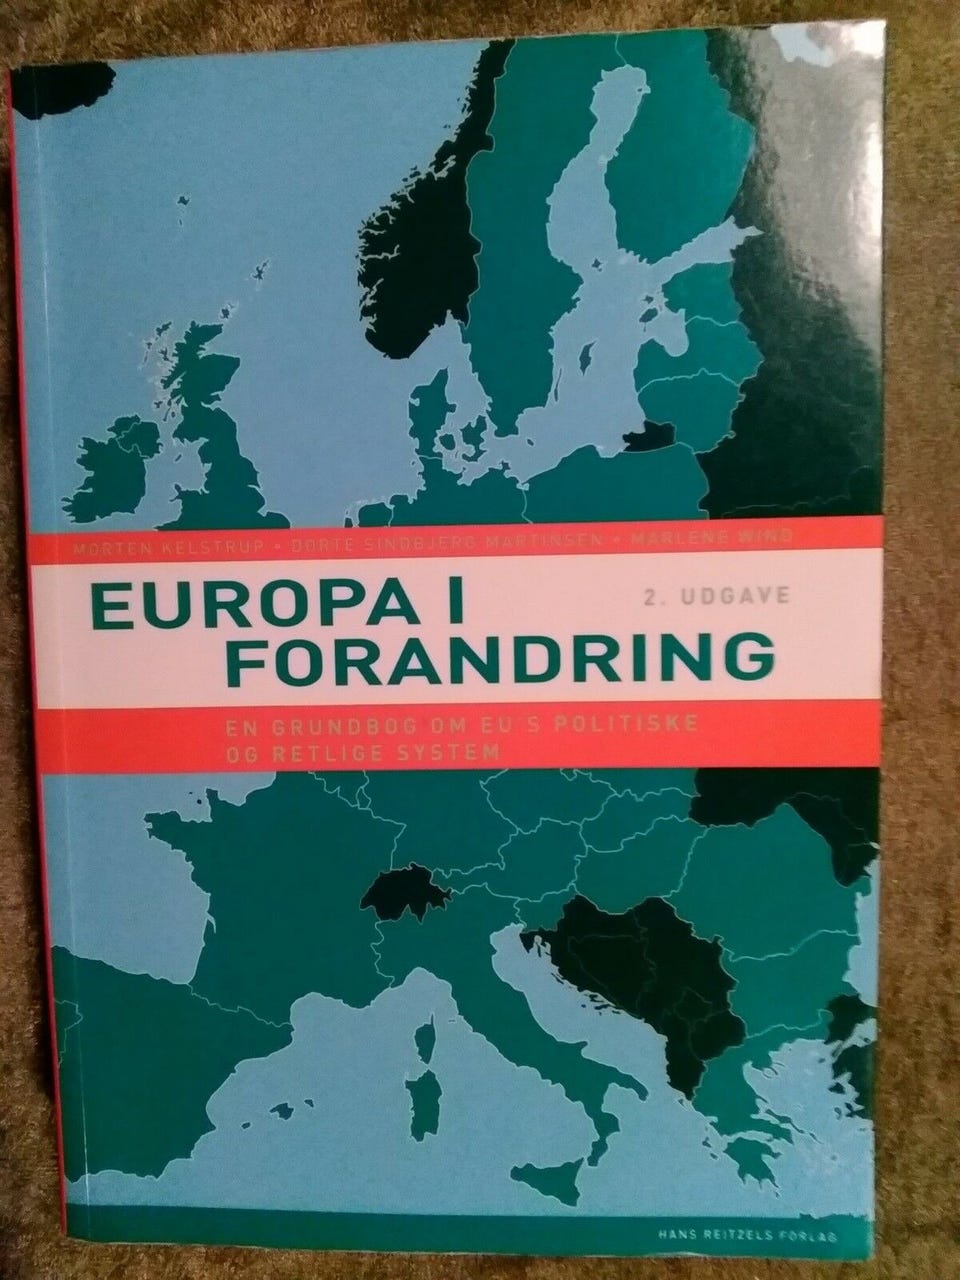 MORTEN KELSTRUP • DORTE SINDBJERG MARTINSEN • MARLENE WIND
EUROPA I
2. UDGAVE
FORANDRING
EN GRUNDBOG OM EU'S POLITISKE
OG RETLIGE SYSTEM
HANS REITZELS FORLAG